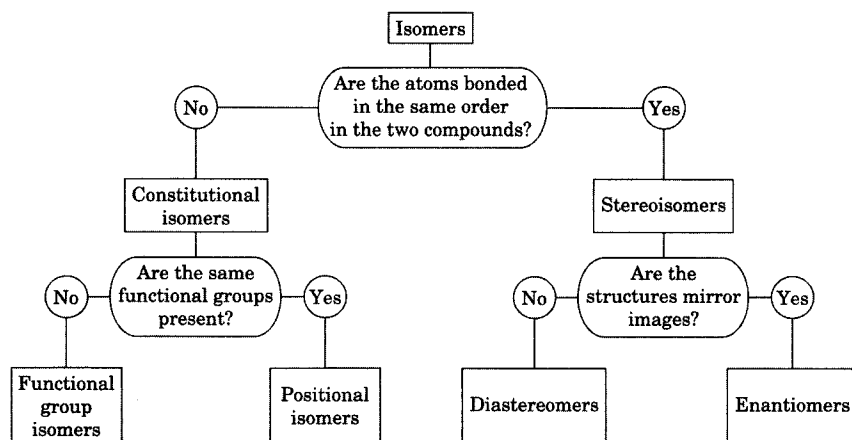 Isomers
Are the atoms bonded
in the same order
in the two compounds?
No
Yes
Constitutional
isomers
Stereoisomers
Are the same
functional groups
present?
No
Yes
Are the
structures mirror
images?
No
Yes
Functional
group
isomers
Positional
isomers
Diastereomers
Enantiomers